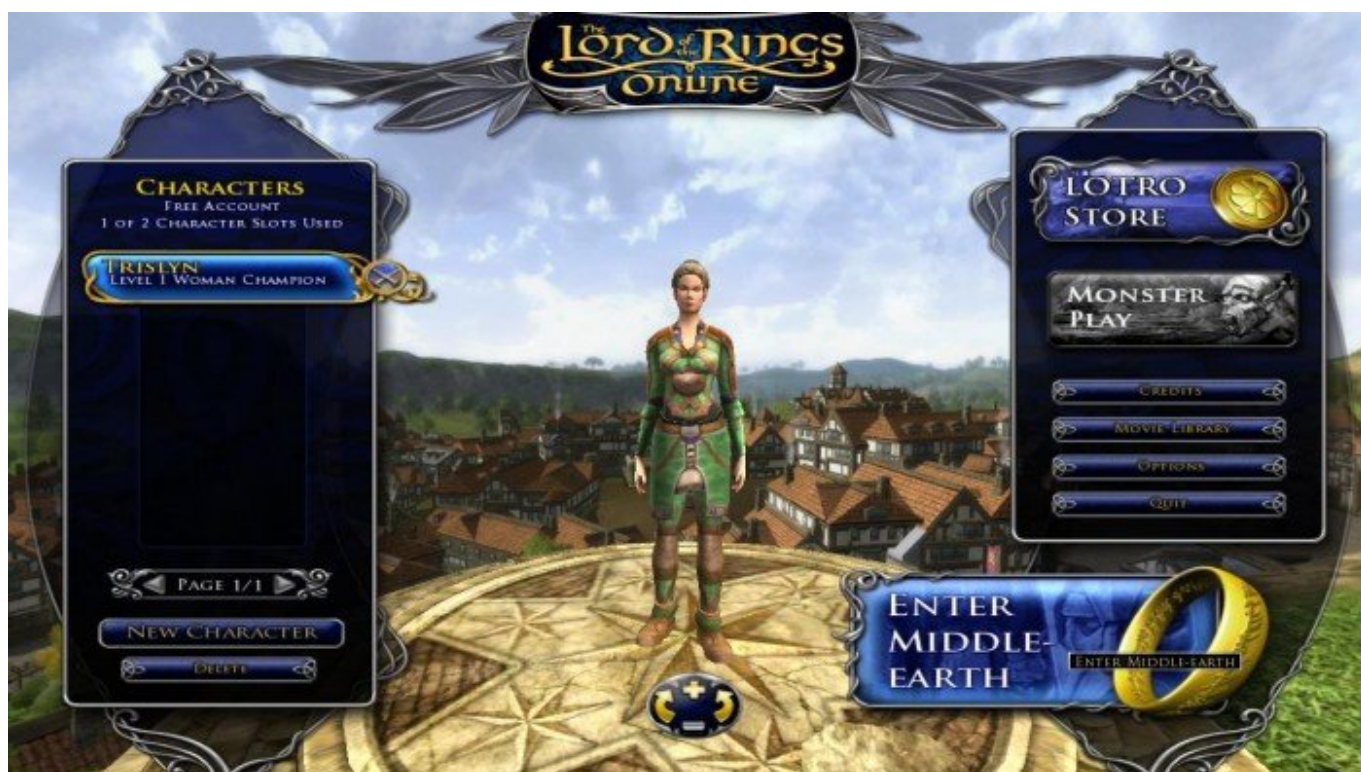 The
Lord of the Rings
Online
Characters
Free Account
1 of 2 Character Slots Used
Trislyn
Level 1 Woman Champion
Page 1/1
New Character
Delete
LOTRO
Store
Monster
Play
Credits
Movie Library
Options
Quit
Enter
Middle-
earth
Enter Middle-earth